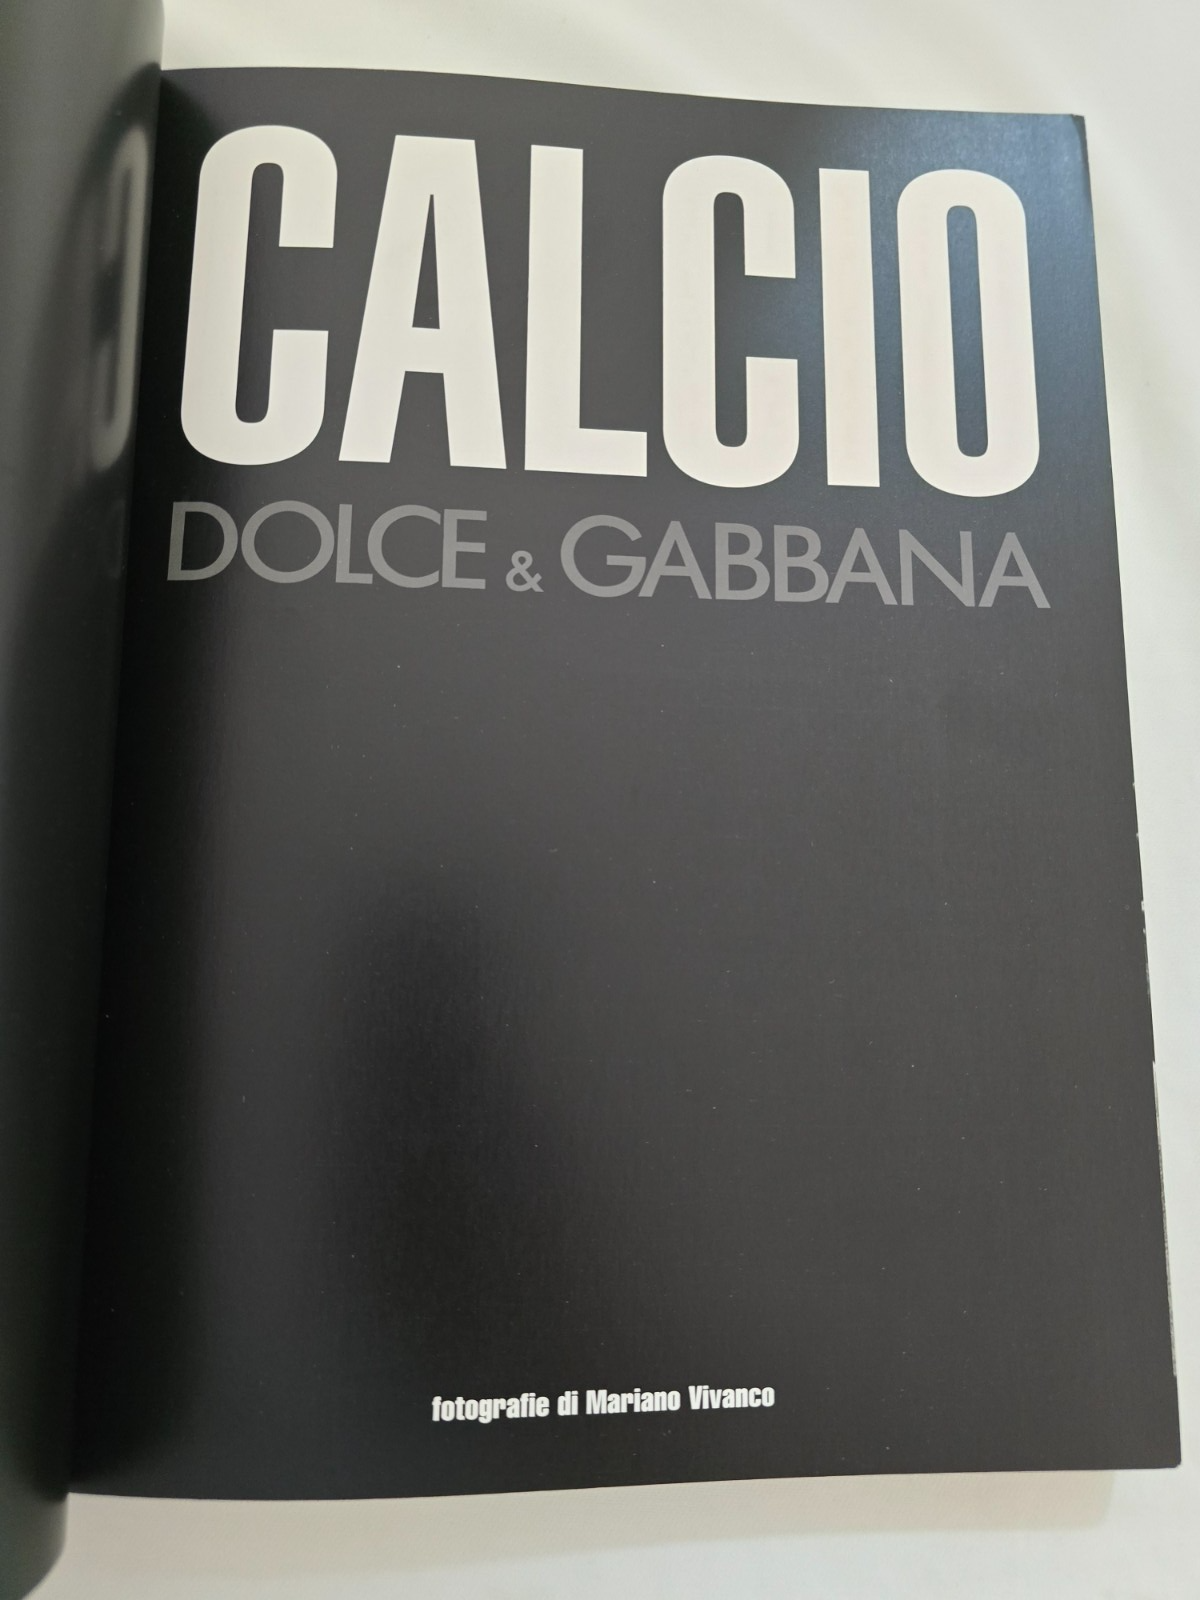 CALCIO
DOLCE & GABBANA
fotografie di Mariano Vivanco